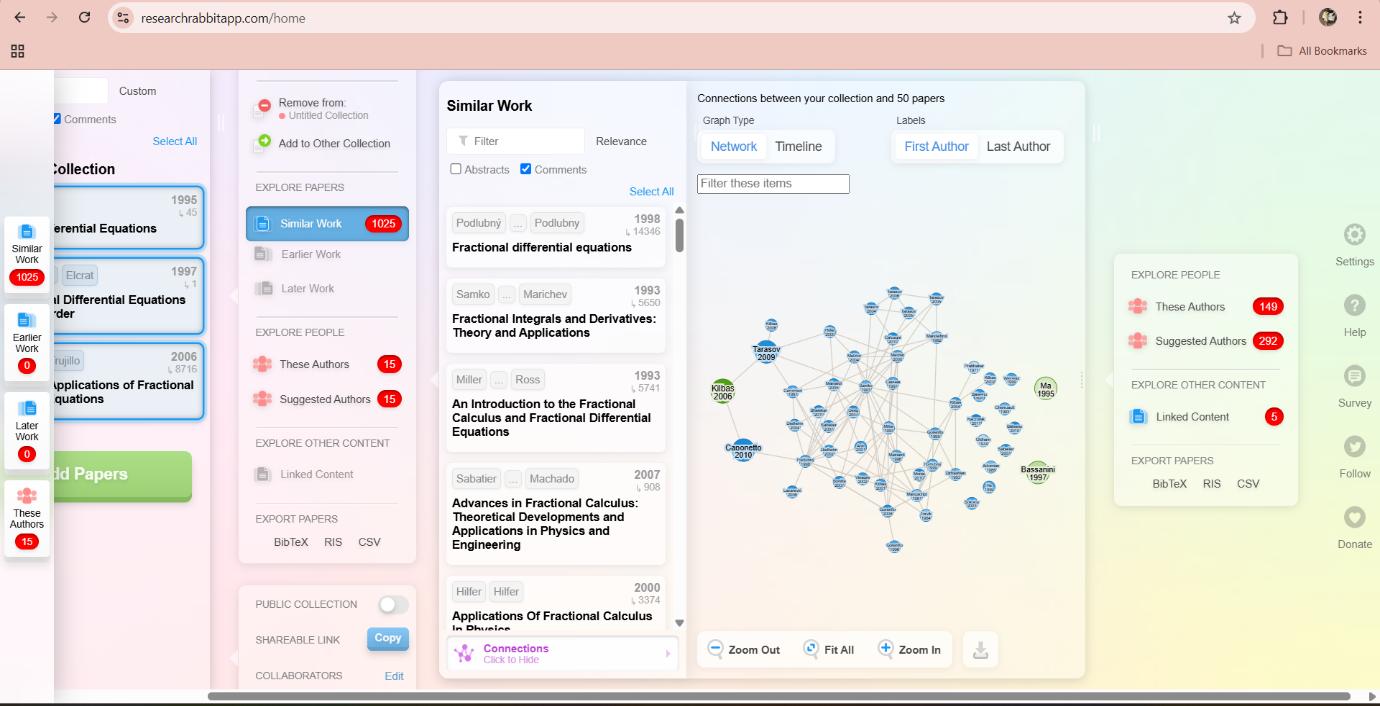 researchrabbitapp.com/home
All Bookmarks
Similar Work
1025
Earlier Work
0
Later Work
0
These Authors
15
Custom
Comments
Select All
Collection
1995
45
erential Equations
Elcrat
1997
1
al Differential Equations
rder
rujillo
2006
8716
Applications of Fractional
quations
dd Papers
Remove from:
Untitled Collection
Add to Other Collection
EXPLORE PAPERS
Similar Work 1025
Earlier Work
Later Work
EXPLORE PEOPLE
These Authors 15
Suggested Authors 15
EXPLORE OTHER CONTENT
Linked Content
EXPORT PAPERS
BibTeX RIS CSV
PUBLIC COLLECTION
SHAREABLE LINK Copy
COLLABORATORS Edit
Similar Work
Filter Relevance
Abstracts Comments
Select All
Podlubný ... Podlubny 1998
14346
Fractional differential equations
Samko ... Marichev 1993
5650
Fractional Integrals and Derivatives:
Theory and Applications
Miller ... Ross 1993
5741
An Introduction to the Fractional
Calculus and Fractional Differential
Equations
Sabatier ... Machado 2007
908
Advances in Fractional Calculus:
Theoretical Developments and
Applications in Physics and
Engineering
Hilfer Hilfer 2000
3374
Applications Of Fractional Calculus
In Physics
Connections
Click to Hide
Connections between your collection and 50 papers
Graph Type Labels
Network Timeline First Author Last Author
Filter these items
Tarasov
2009
Kilbas
2006
Caponetto
2010
Ma
1995
Bassanini
1997
Zoom Out Fit All Zoom In
EXPLORE PEOPLE
These Authors 149
Suggested Authors 292
EXPLORE OTHER CONTENT
Linked Content 5
EXPORT PAPERS
BibTeX RIS CSV
Settings
Help
Survey
Follow
Donate